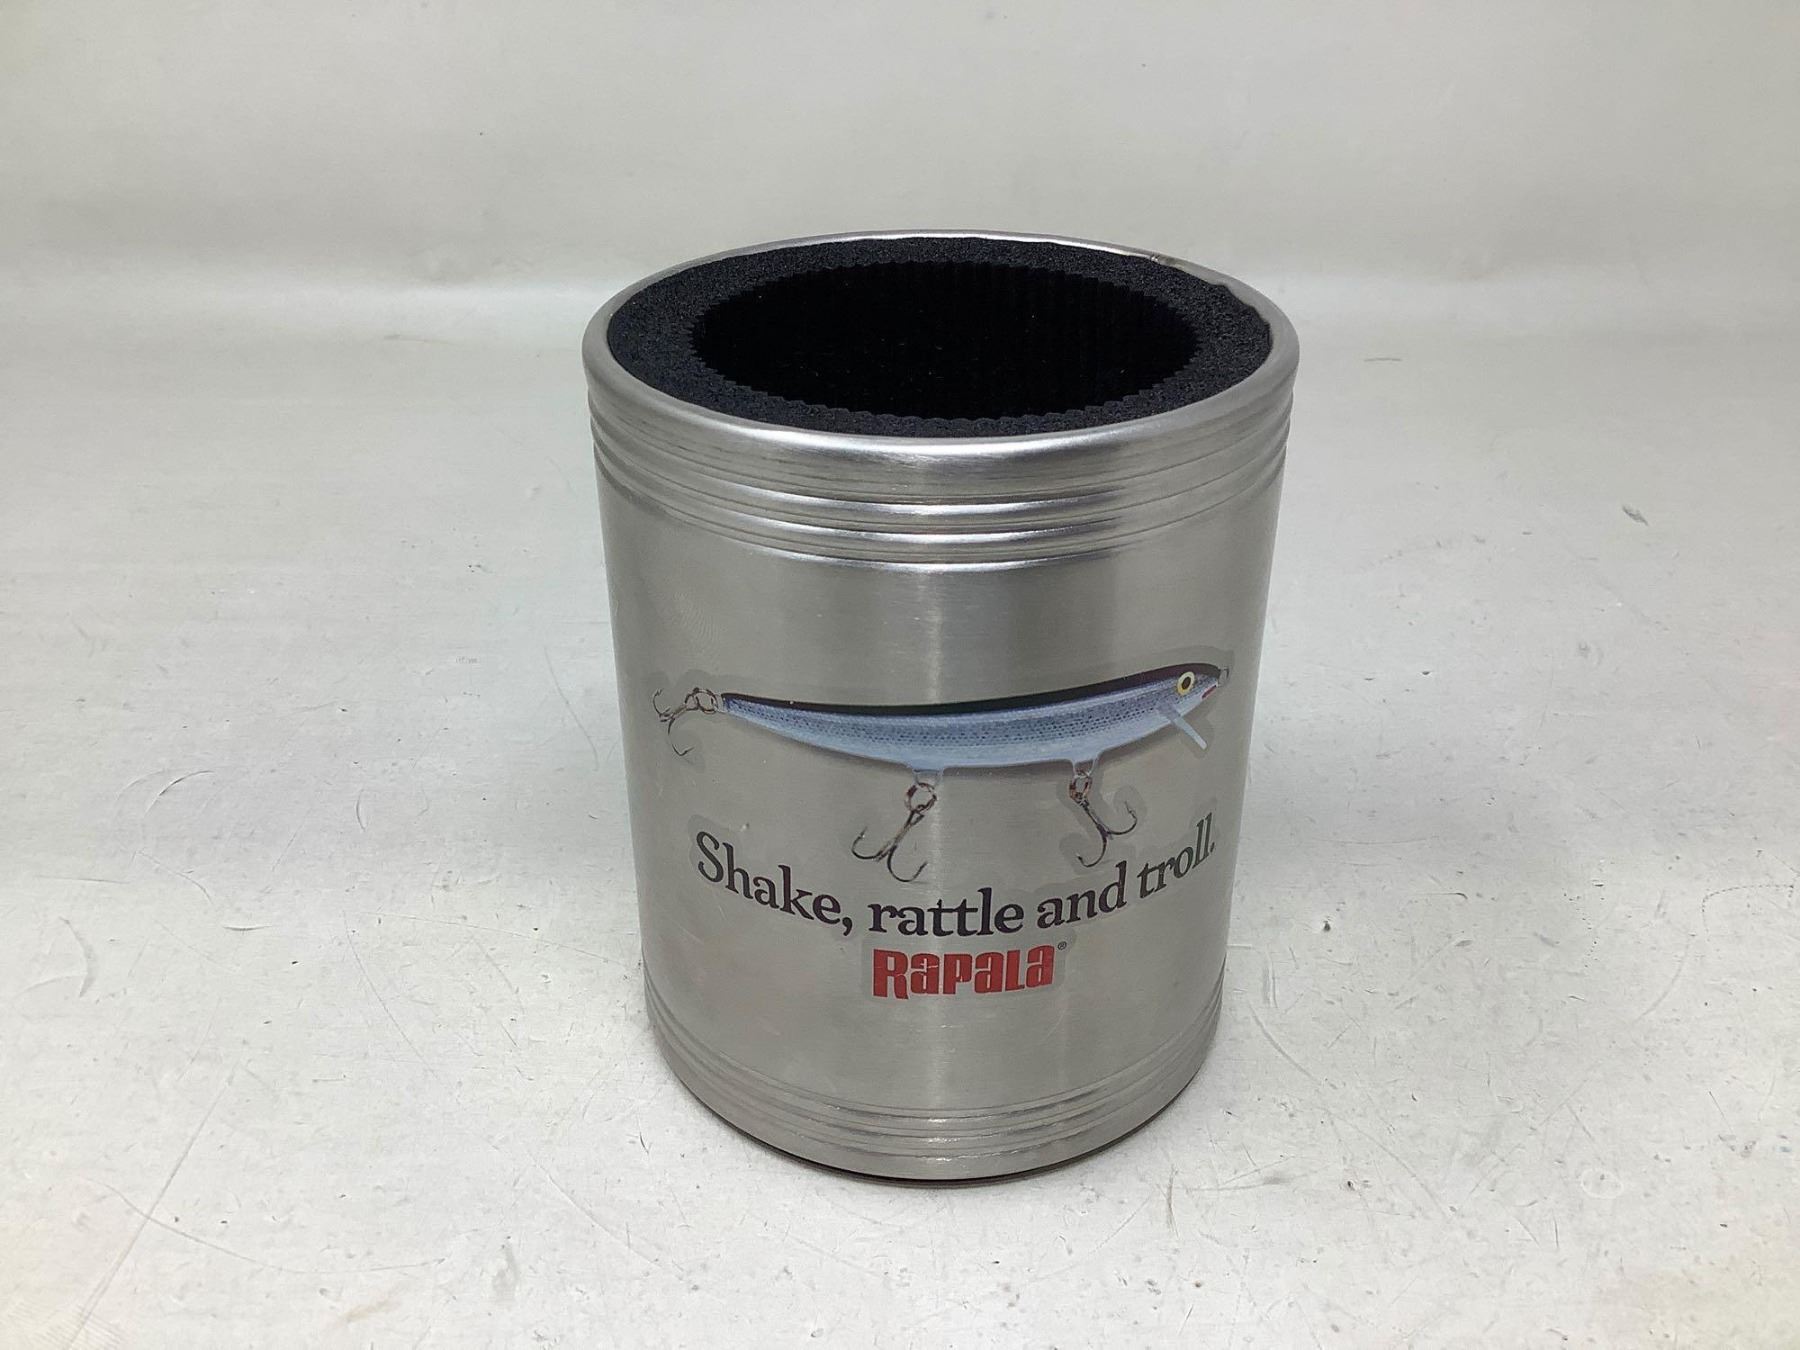 Shake, rattle and troll.
Rapala®